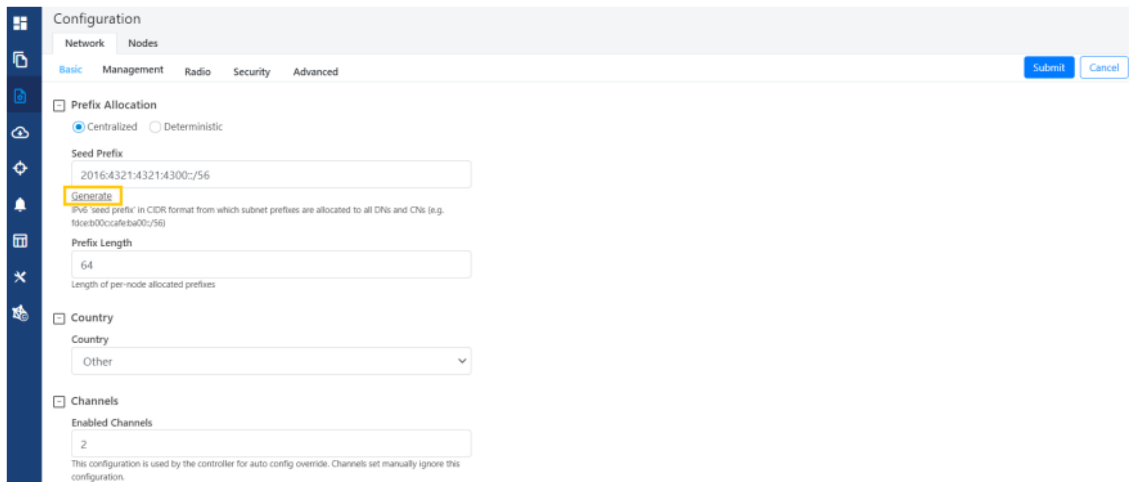 Configuration
Network Nodes
Basic Management Radio Security Advanced Submit Cancel
Prefix Allocation
Centralized Deterministic
Seed Prefix
2016:4321:4321:4300::/56
Generate
IPv6 'seed prefix' in CIDR format from which subnet prefixes are allocated to all DNs and CNs (e.g.
fdce:b00c:cafe:ba00::/56)
Prefix Length
64
Length of per-node allocated prefixes
Country
Country
Other
Channels
Enabled Channels
2
This configuration is used by the controller for auto config override. Channels set manually ignore this
configuration.